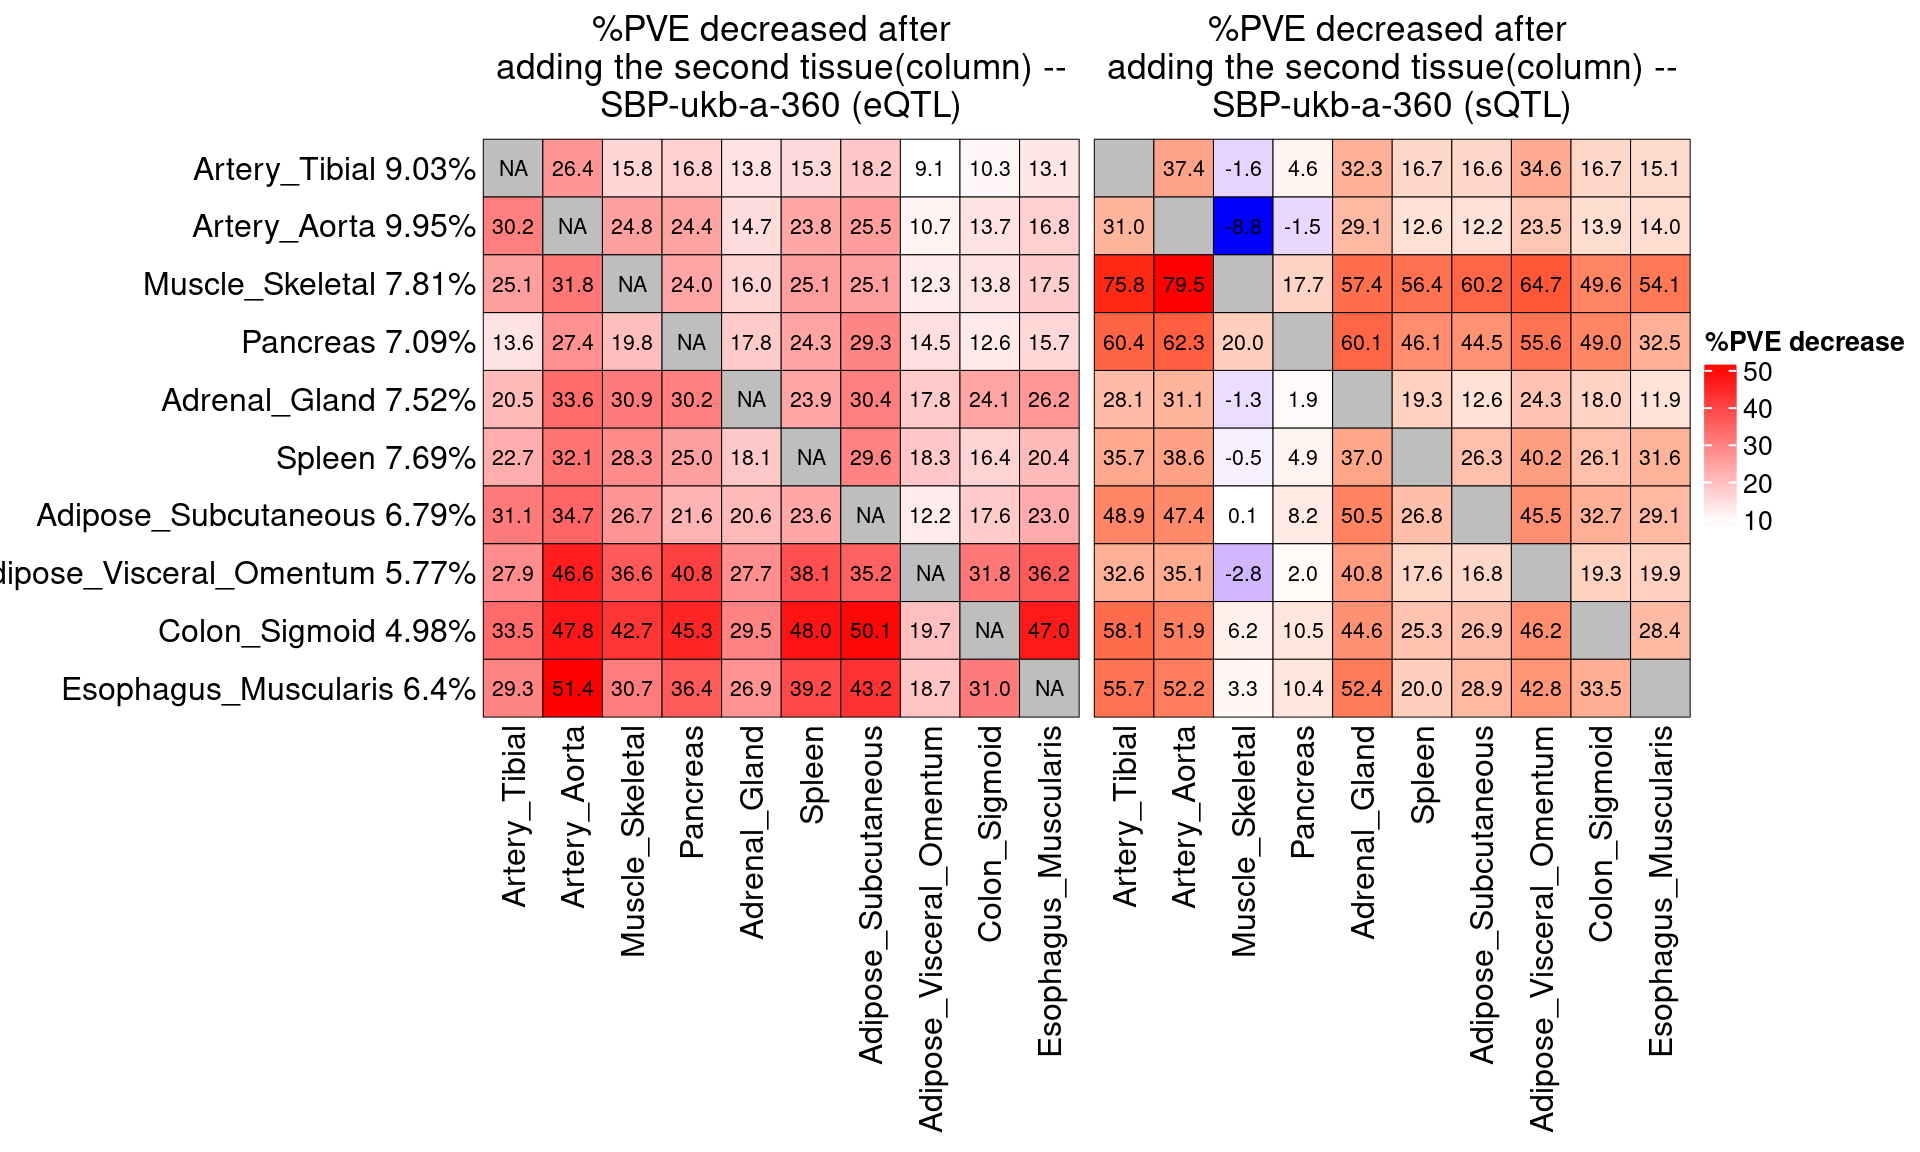 %PVE decreased after
adding the second tissue(column) --
SBP-ukb-a-360 (eQTL)
%PVE decreased after
adding the second tissue(column) --
SBP-ukb-a-360 (sQTL)
Artery_Tibial 9.03% NA 26.4 15.8 16.8 13.8 15.3 18.2 9.1 10.3 13.1 37.4 -1.6 4.6 32.3 16.7 16.6 34.6 16.7 15.1
Artery_Aorta 9.95% 30.2 NA 24.8 24.4 14.7 23.8 25.5 10.7 13.7 16.8 31.0 -8.8 -1.5 29.1 12.6 12.2 23.5 13.9 14.0
Muscle_Skeletal 7.81% 25.1 31.8 NA 24.0 16.0 25.1 25.1 12.3 13.8 17.5 75.8 79.5 17.7 57.4 56.4 60.2 64.7 49.6 54.1
Pancreas 7.09% 13.6 27.4 19.8 NA 17.8 24.3 29.3 14.5 12.6 15.7 60.4 62.3 20.0 60.1 46.1 44.5 55.6 49.0 32.5
Adrenal_Gland 7.52% 20.5 33.6 30.9 30.2 NA 23.9 30.4 17.8 24.1 26.2 28.1 31.1 -1.3 1.9 19.3 12.6 24.3 18.0 11.9
Spleen 7.69% 22.7 32.1 28.3 25.0 18.1 NA 29.6 18.3 16.4 20.4 35.7 38.6 -0.5 4.9 37.0 26.3 40.2 26.1 31.6
Adipose_Subcutaneous 6.79% 31.1 34.7 26.7 21.6 20.6 23.6 NA 12.2 17.6 23.0 48.9 47.4 0.1 8.2 50.5 26.8 45.5 32.7 29.1
dipose_Visceral_Omentum 5.77% 27.9 46.6 36.6 40.8 27.7 38.1 35.2 NA 31.8 36.2 32.6 35.1 -2.8 2.0 40.8 17.6 16.8 19.3 19.9
Colon_Sigmoid 4.98% 33.5 47.8 42.7 45.3 29.5 48.0 50.1 19.7 NA 47.0 58.1 51.9 6.2 10.5 44.6 25.3 26.9 46.2 28.4
Esophagus_Muscularis 6.4% 29.3 51.4 30.7 36.4 26.9 39.2 43.2 18.7 31.0 NA 55.7 52.2 3.3 10.4 52.4 20.0 28.9 42.8 33.5
Artery_Tibial
Artery_Aorta
Muscle_Skeletal
Pancreas
Adrenal_Gland
Spleen
Adipose_Subcutaneous
Adipose_Visceral_Omentum
Colon_Sigmoid
Esophagus_Muscularis
Artery_Tibial
Artery_Aorta
Muscle_Skeletal
Pancreas
Adrenal_Gland
Spleen
Adipose_Subcutaneous
Adipose_Visceral_Omentum
Colon_Sigmoid
Esophagus_Muscularis
%PVE decrease
50
40
30
20
10